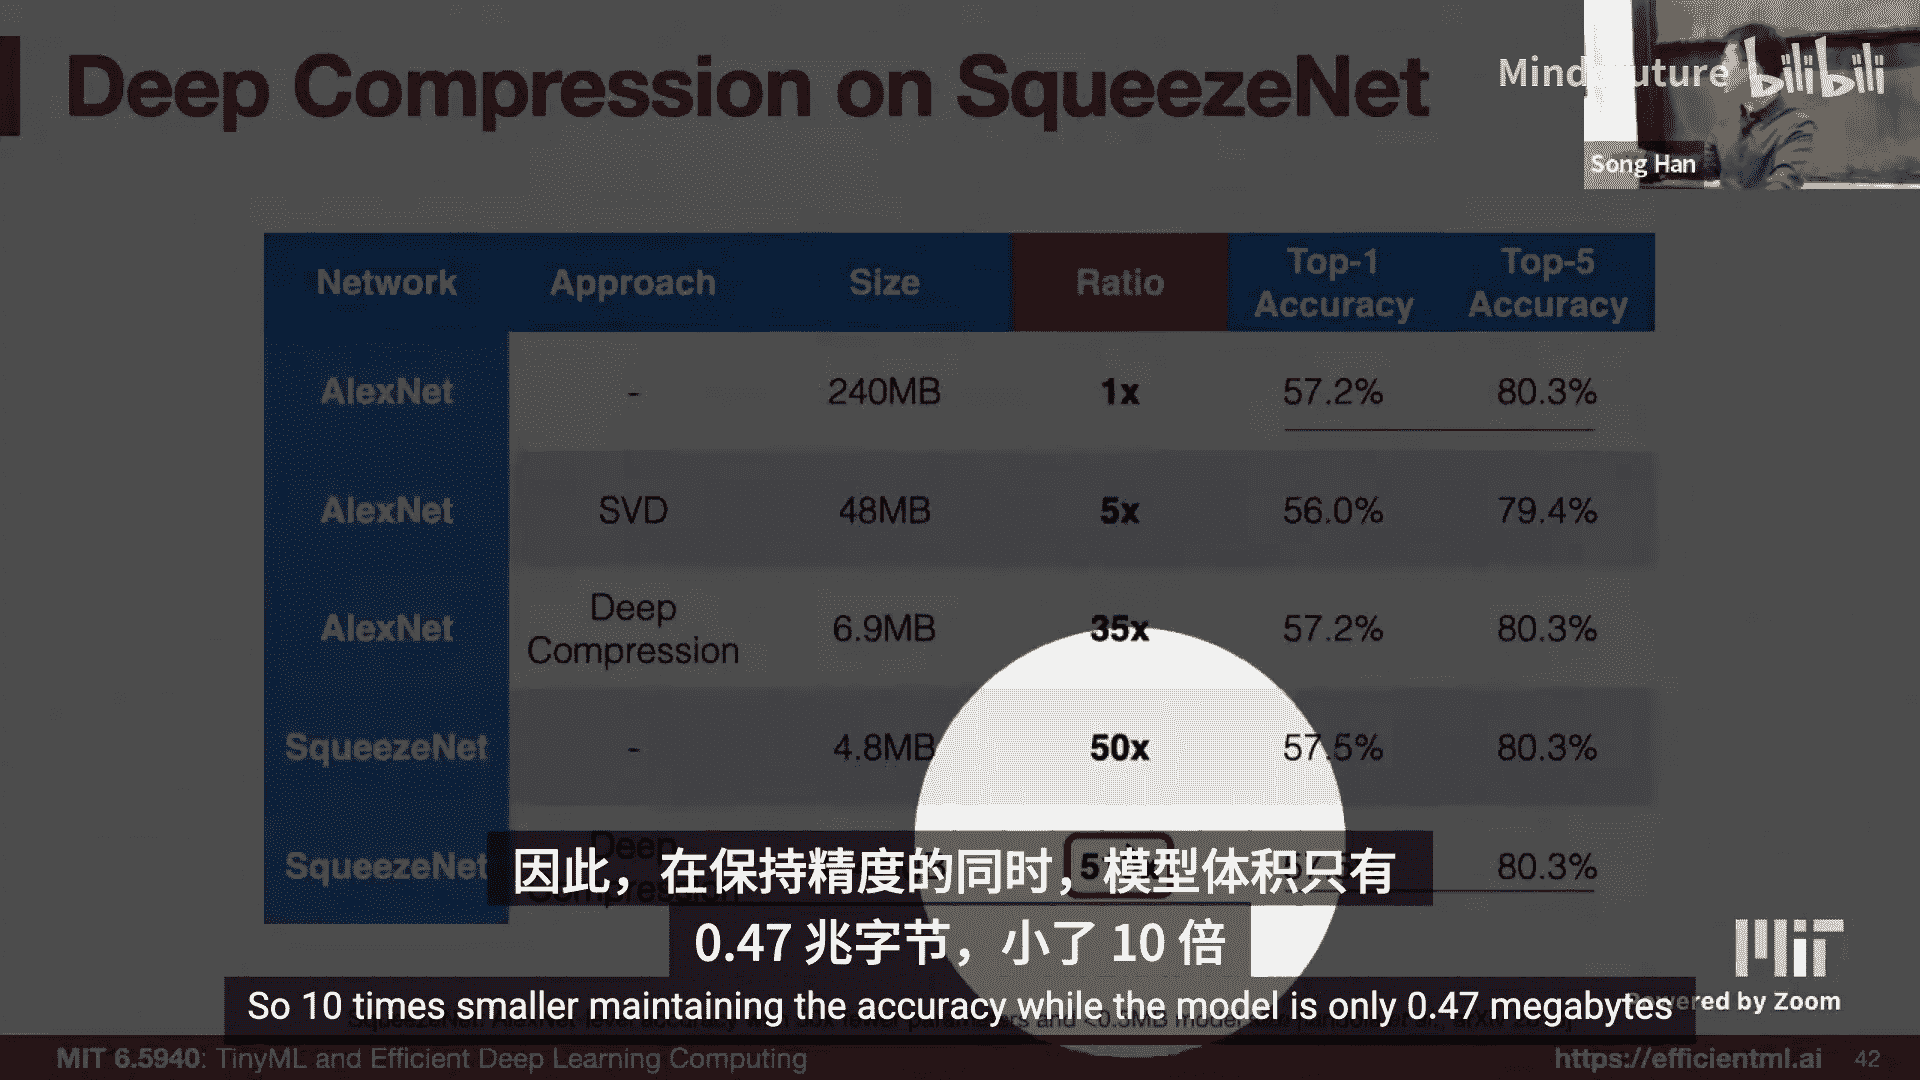 Deep Compression on SqueezeNet
Mind
uture
bilibili
Song Han
Network Approach Size Ratio Top-1 Accuracy Top-5 Accuracy
AlexNet - 240MB 1x 57.2% 80.3%
AlexNet SVD 48MB 5x 56.0% 79.4%
AlexNet Deep Compression 6.9MB 35x 57.2% 80.3%
SqueezeNet - 4.8MB 50x 57.5% 80.3%
SqueezeNet Deep 80.3%
因此，在保持精度的同时，模型体积只有
0.47 兆字节，小了 10 倍
So 10 times smaller maintaining the accuracy while the model is only 0.47 megabytes
MIT
ered by Zoom
MIT 6.5940: TinyML and Efficient Deep Learning Computing
https://efficientml.ai
42